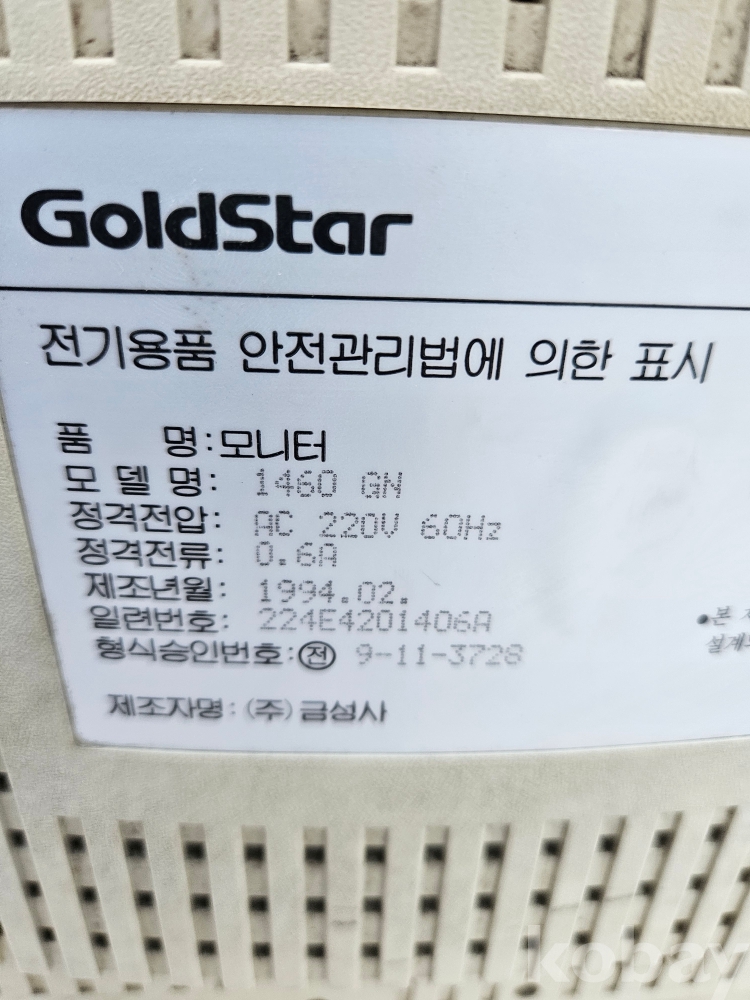 GoldStar
전기용품 안전관리법에 의한 표시
품 명:모니터
모 델 명: 1460 GN
정격전압: AC 220V 60Hz
정격전류: 0.6A
제조년월: 1994.02.
일련번호: 224E4201406A
●본
형식승인번호:전 9-11-3728
제조자명:(주)금성사
kobay